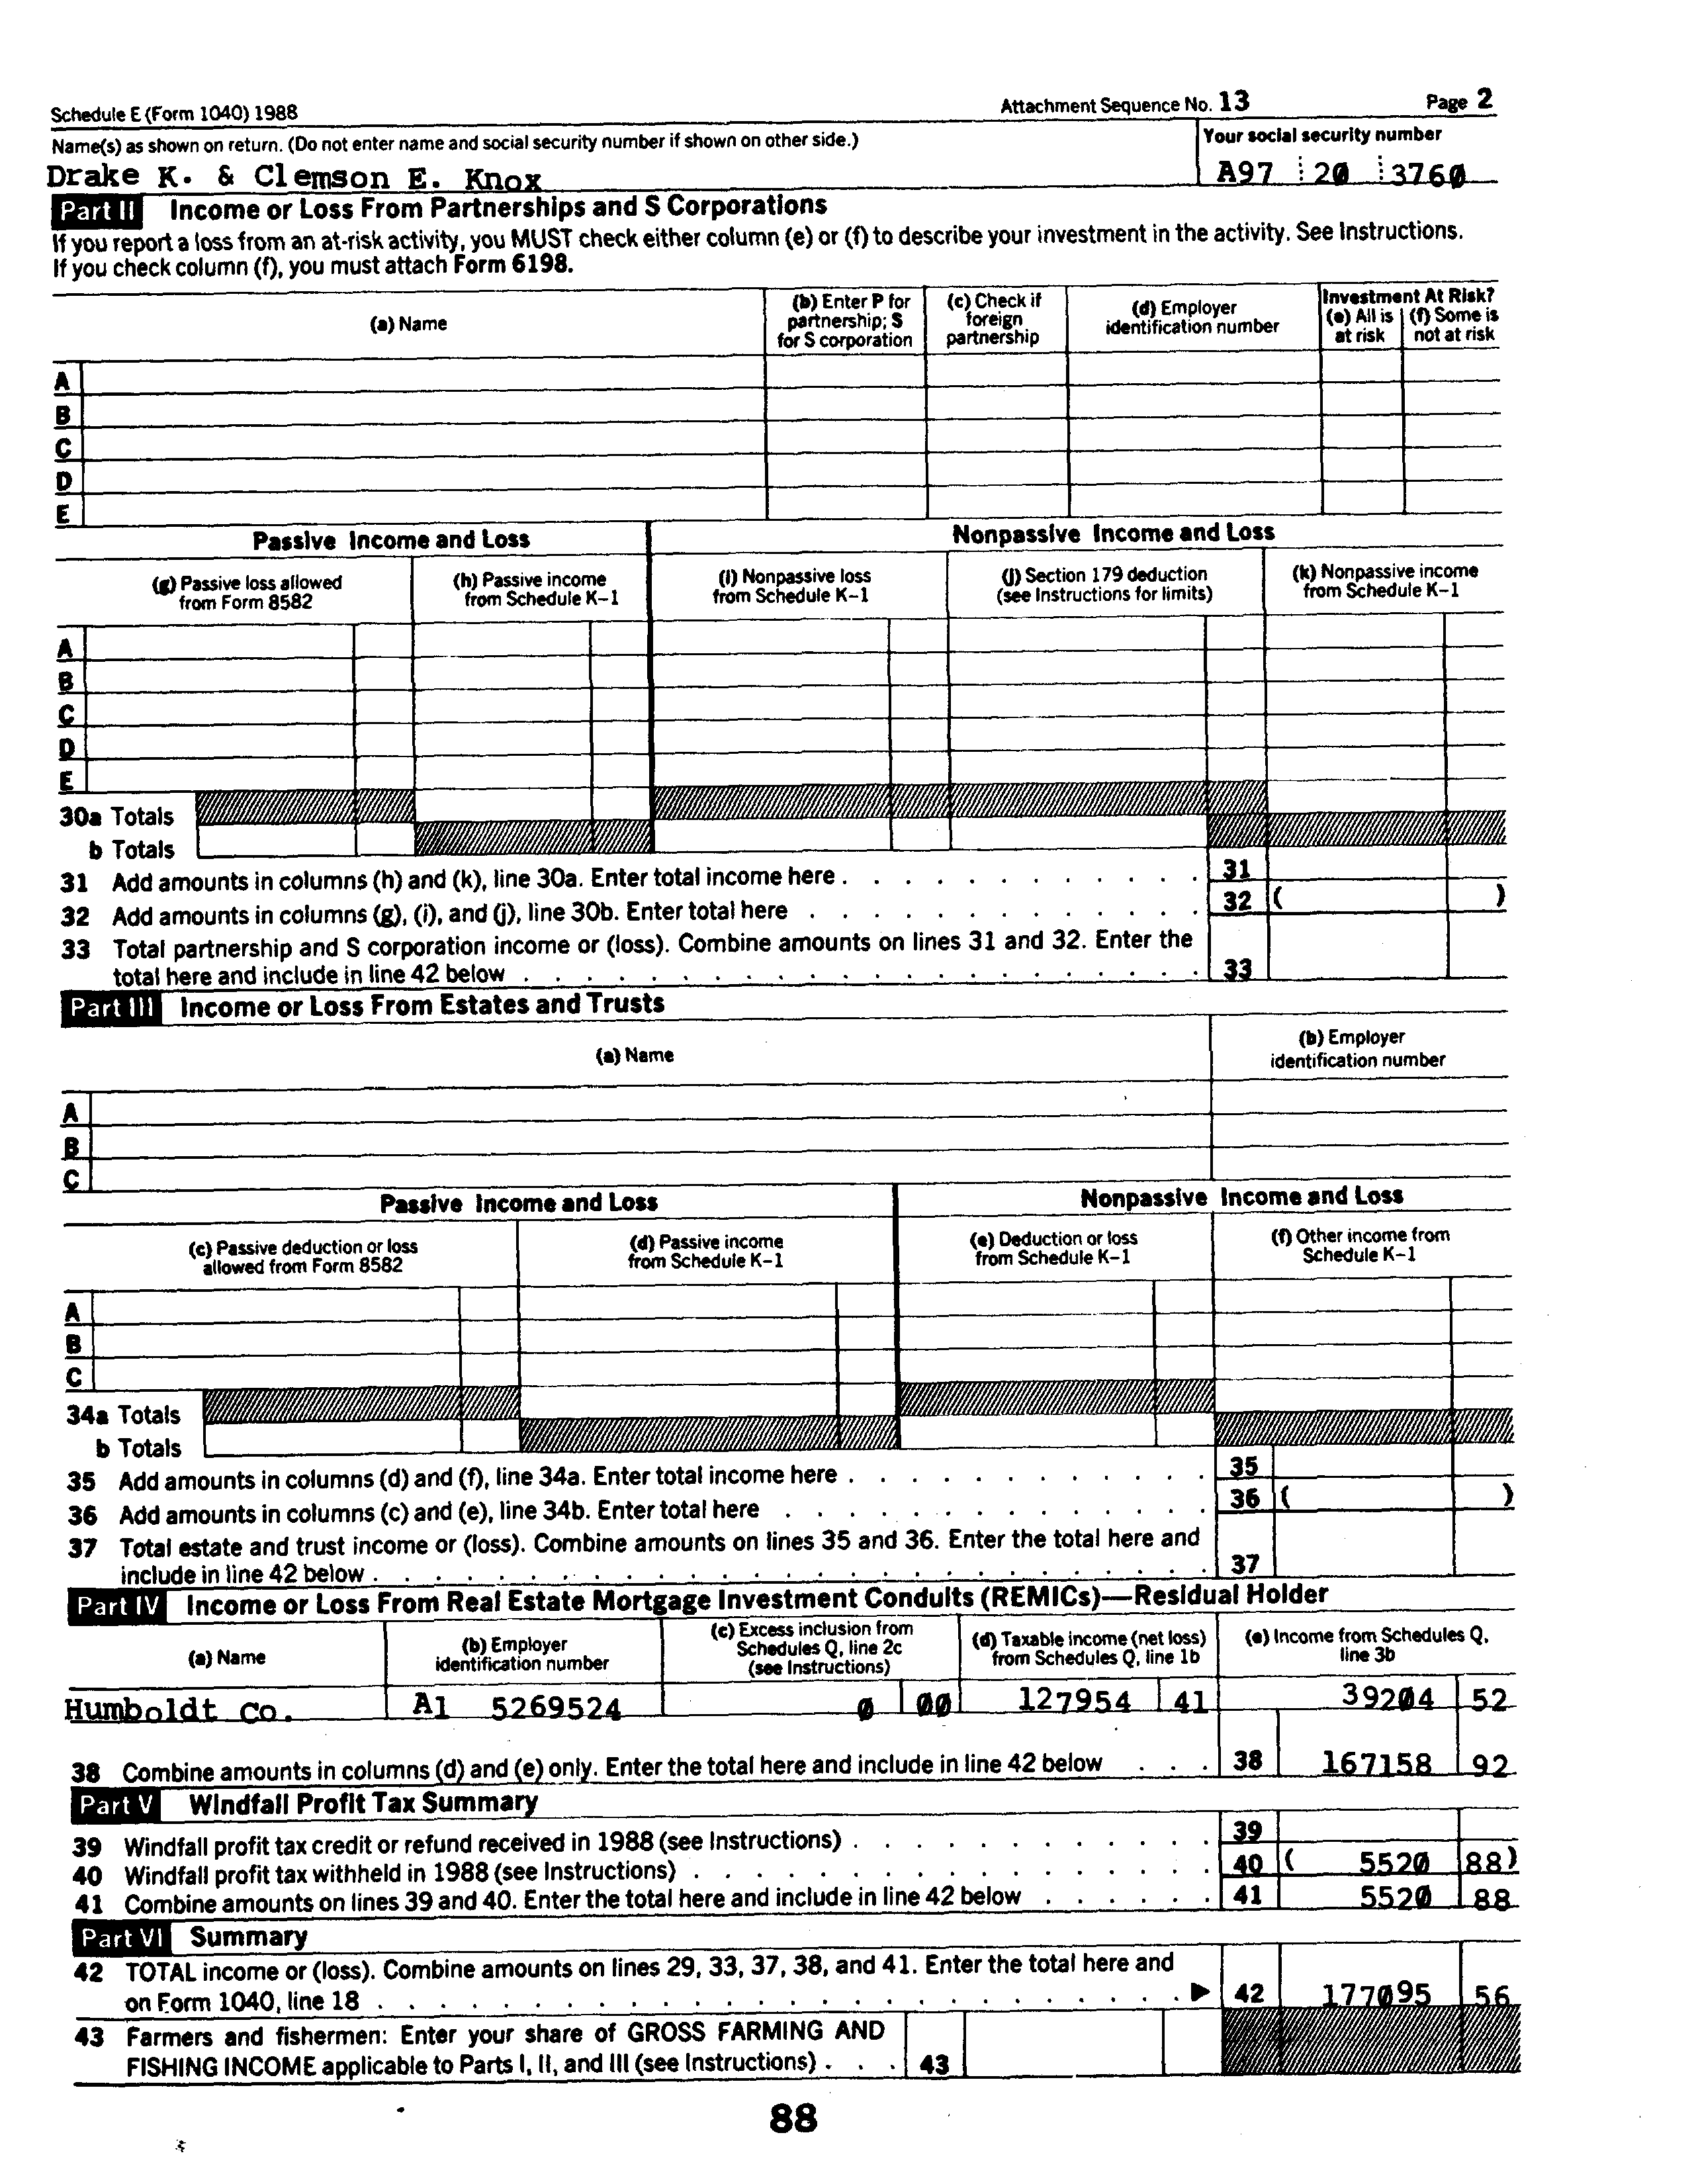 Schedule E (Form 1040) 1988 Attachment Sequence No. 13 Page 2
Name(s) as shown on return. (Do not enter name and social security number if shown on other side.) Your social security number
Drake K. & Clemson E. Knox A97 20 3760
Part II Income or Loss From Partnerships and S Corporations
If you report a loss from an at-risk activity, you MUST check either column (e) or (f) to describe your investment in the activity. See Instructions.
If you check column (f), you must attach Form 6198.
(a) Name
(b) Enter P for partnership; S for S corporation
(c) Check if foreign partnership
(d) Employer identification number
Investment At Risk?
(e) All is at risk
(f) Some is not at risk
A
B
C
D
E
Passive Income and Loss Nonpassive Income and Loss
(g) Passive loss allowed from Form 8582
(h) Passive income from Schedule K-1
(i) Nonpassive loss from Schedule K-1
(j) Section 179 deduction (see Instructions for limits)
(k) Nonpassive income from Schedule K-1
A
B
C
D
E
30a Totals
b Totals
31 Add amounts in columns (h) and (k), line 30a. Enter total income here . . . . . . . . . . . . 31
32 Add amounts in columns (g), (i), and (j), line 30b. Enter total here . . . . . . . . . . . . . 32 ( )
33 Total partnership and S corporation income or (loss). Combine amounts on lines 31 and 32. Enter the
total here and include in line 42 below . . . . . . . . . . . . . . . . . . . . . . 33
Part III Income or Loss From Estates and Trusts
(a) Name
(b) Employer identification number
A
B
C
Passive Income and Loss Nonpassive Income and Loss
(c) Passive deduction or loss allowed from Form 8582
(d) Passive income from Schedule K-1
(e) Deduction or loss from Schedule K-1
(f) Other income from Schedule K-1
A
B
C
34a Totals
b Totals
35 Add amounts in columns (d) and (f), line 34a. Enter total income here . . . . . . . . . . . . 35
36 Add amounts in columns (c) and (e), line 34b. Enter total here . . . . . . . . . . . . . . 36 ( )
37 Total estate and trust income or (loss). Combine amounts on lines 35 and 36. Enter the total here and
include in line 42 below . . . . . . . . . . . . . . . . . . . . . . . . . . . 37
Part IV Income or Loss From Real Estate Mortgage Investment Conduits (REMICs)—Residual Holder
(a) Name
(b) Employer identification number
(c) Excess inclusion from Schedules Q, line 2c (see Instructions)
(d) Taxable income (net loss) from Schedules Q, line 1b
(e) Income from Schedules Q, line 3b
Humboldt Co. A1 5269524 0 00 127954 41 39204 52
38 Combine amounts in columns (d) and (e) only. Enter the total here and include in line 42 below . . . 38 167158 92
Part V Windfall Profit Tax Summary
39 Windfall profit tax credit or refund received in 1988 (see Instructions) . . . . . . . . . . . . 39
40 Windfall profit tax withheld in 1988 (see Instructions) . . . . . . . . . . . . . . . . . 40 ( 5520 88)
41 Combine amounts on lines 39 and 40. Enter the total here and include in line 42 below . . . . . . 41 5520 88
Part VI Summary
42 TOTAL income or (loss). Combine amounts on lines 29, 33, 37, 38, and 41. Enter the total here and
on Form 1040, line 18 . . . . . . . . . . . . . . . . . . . . . . . . . . ▶ 42 177095 56
43 Farmers and fishermen: Enter your share of GROSS FARMING AND
FISHING INCOME applicable to Parts I, II, and III (see Instructions) . . . 43
88